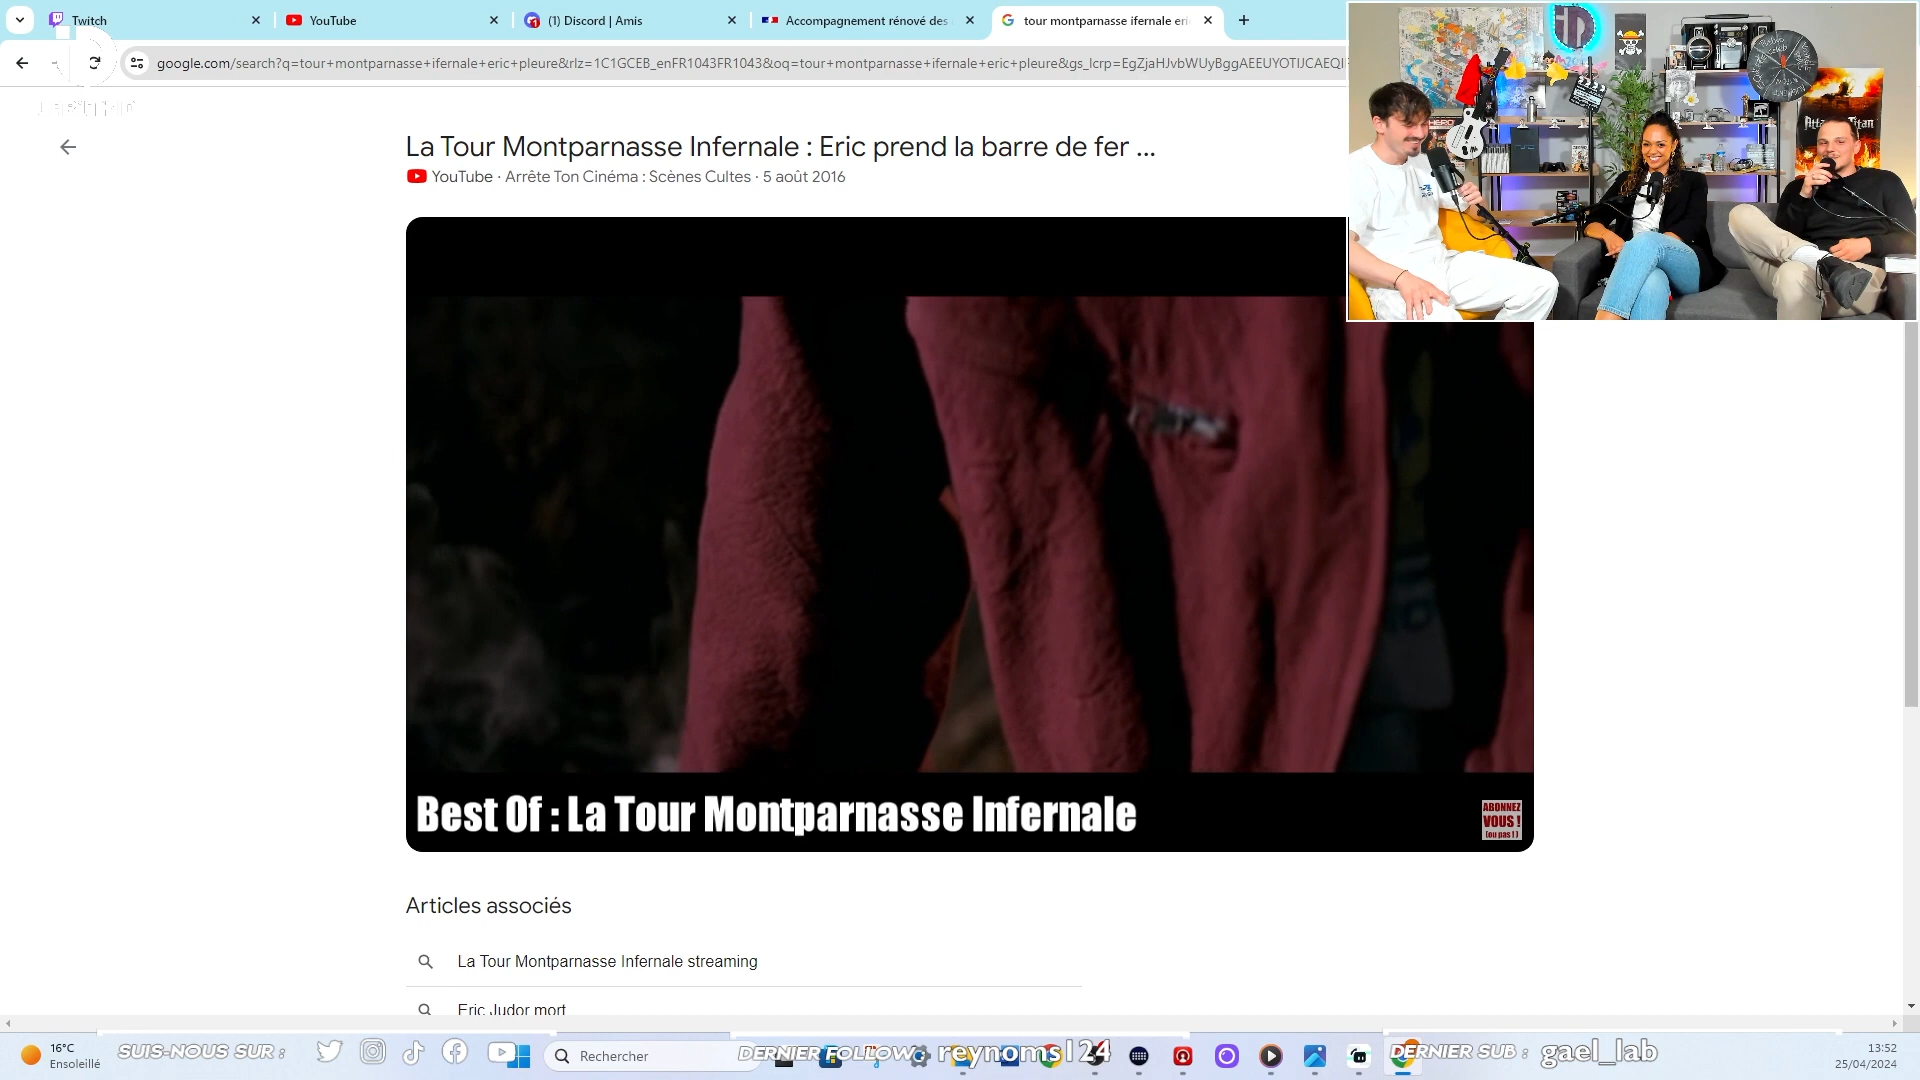 Twitch
YouTube
(1) Discord | Amis
Accompagnement rénové des
tour montparnasse ifernale eri
google.com/search?q=tour+montparnasse+ifernale+eric+pleure&rlz=1C1GCEB_enFR1043FR1043&oq=tour+montparnasse+ifernale+eric+pleure&gs_lcrp=EgZjaHJvbWUyBggAEEUYOTIJCAEQI
La Tour Montparnasse Infernale : Eric prend la barre de fer ...
YouTube · Arrête Ton Cinéma : Scènes Cultes · 5 août 2016
Best Of : La Tour Montparnasse Infernale
ABONNEZ
VOUS !
(ou pas !)
Articles associés
La Tour Montparnasse Infernale streaming
Eric Judor mort
16°C
Ensoleillé
SUIS-NOUS SUR :
Rechercher
DERNIER FOLLOW
reynoms124
DERNIER SUB :
gael_lab
13:52
25/04/2024